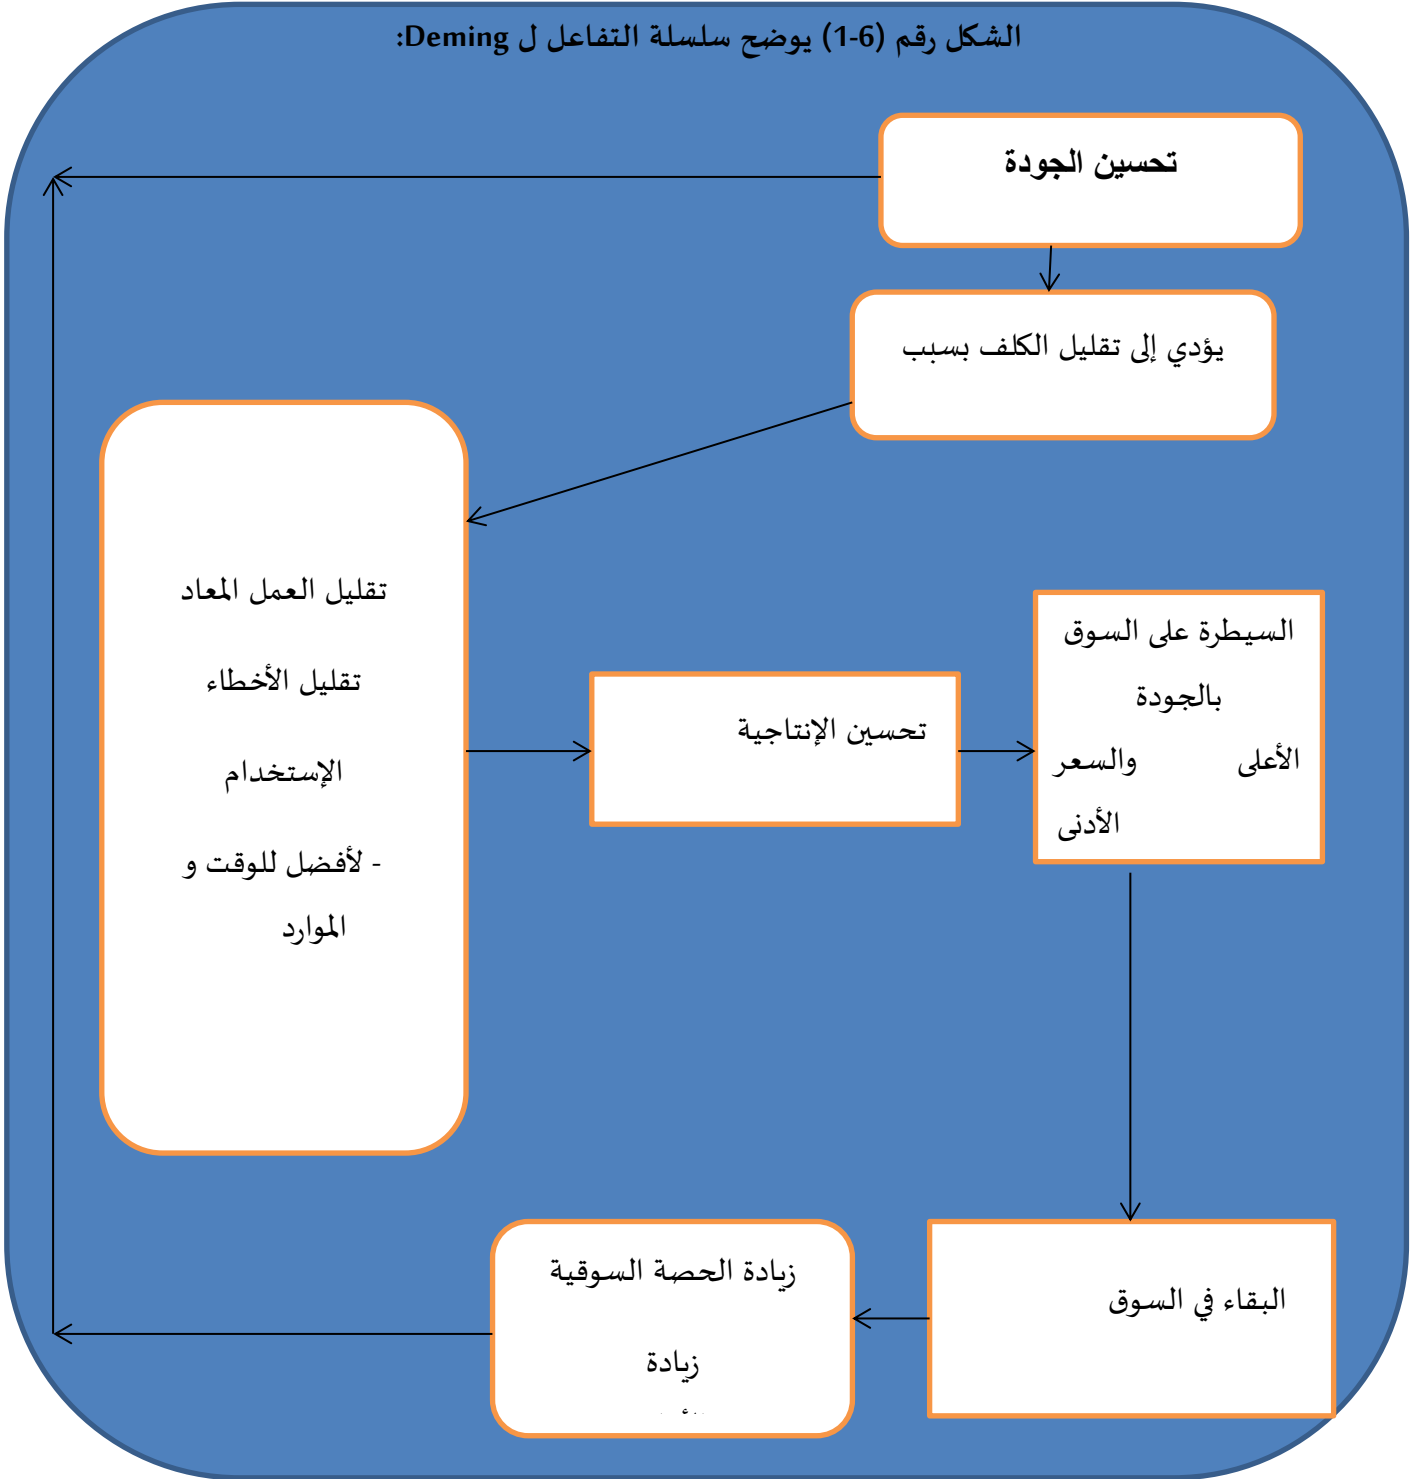 الشكل رقم (6-1) يوضح سلسلة التفاعل ل Deming:
تحسين الجودة
يؤدي إلى تقليل الكلف بسبب
تقليل العمل المعاد
تقليل الأخطاء
الإستخدام
- لأفضل للوقت و
الموارد
تحسين الإنتاجية
السيطرة على السوق
بالجودة
الأعلى والسعر
الأدنى
البقاء في السوق
زيادة الحصة السوقية
زيادة